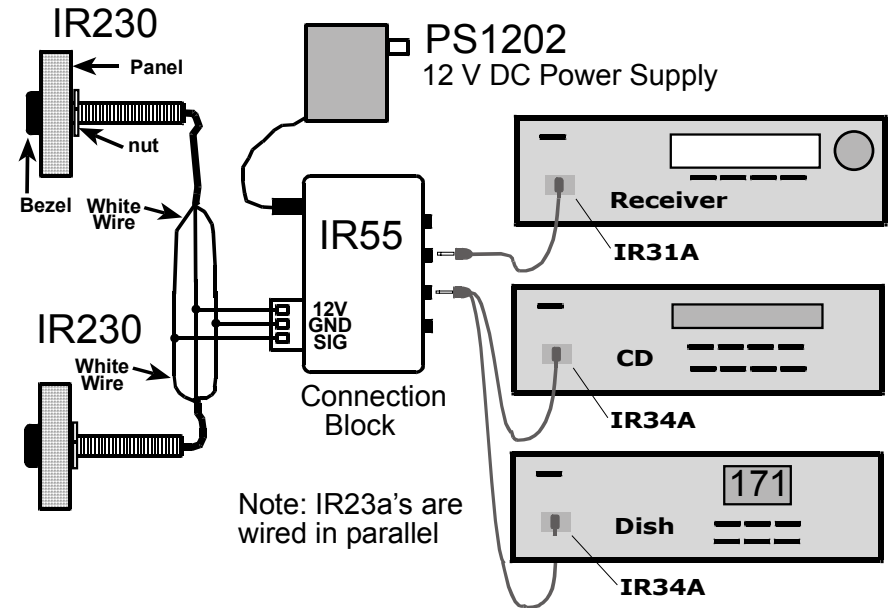 IR230
Panel
nut
Bezel
White
Wire
PS1202
12 V DC Power Supply
IR55
12V
GND
SIG
Connection
Block
IR230
White
Wire
Note: IR23a's are
wired in parallel
Receiver
IR31A
CD
IR34A
171
Dish
IR34A